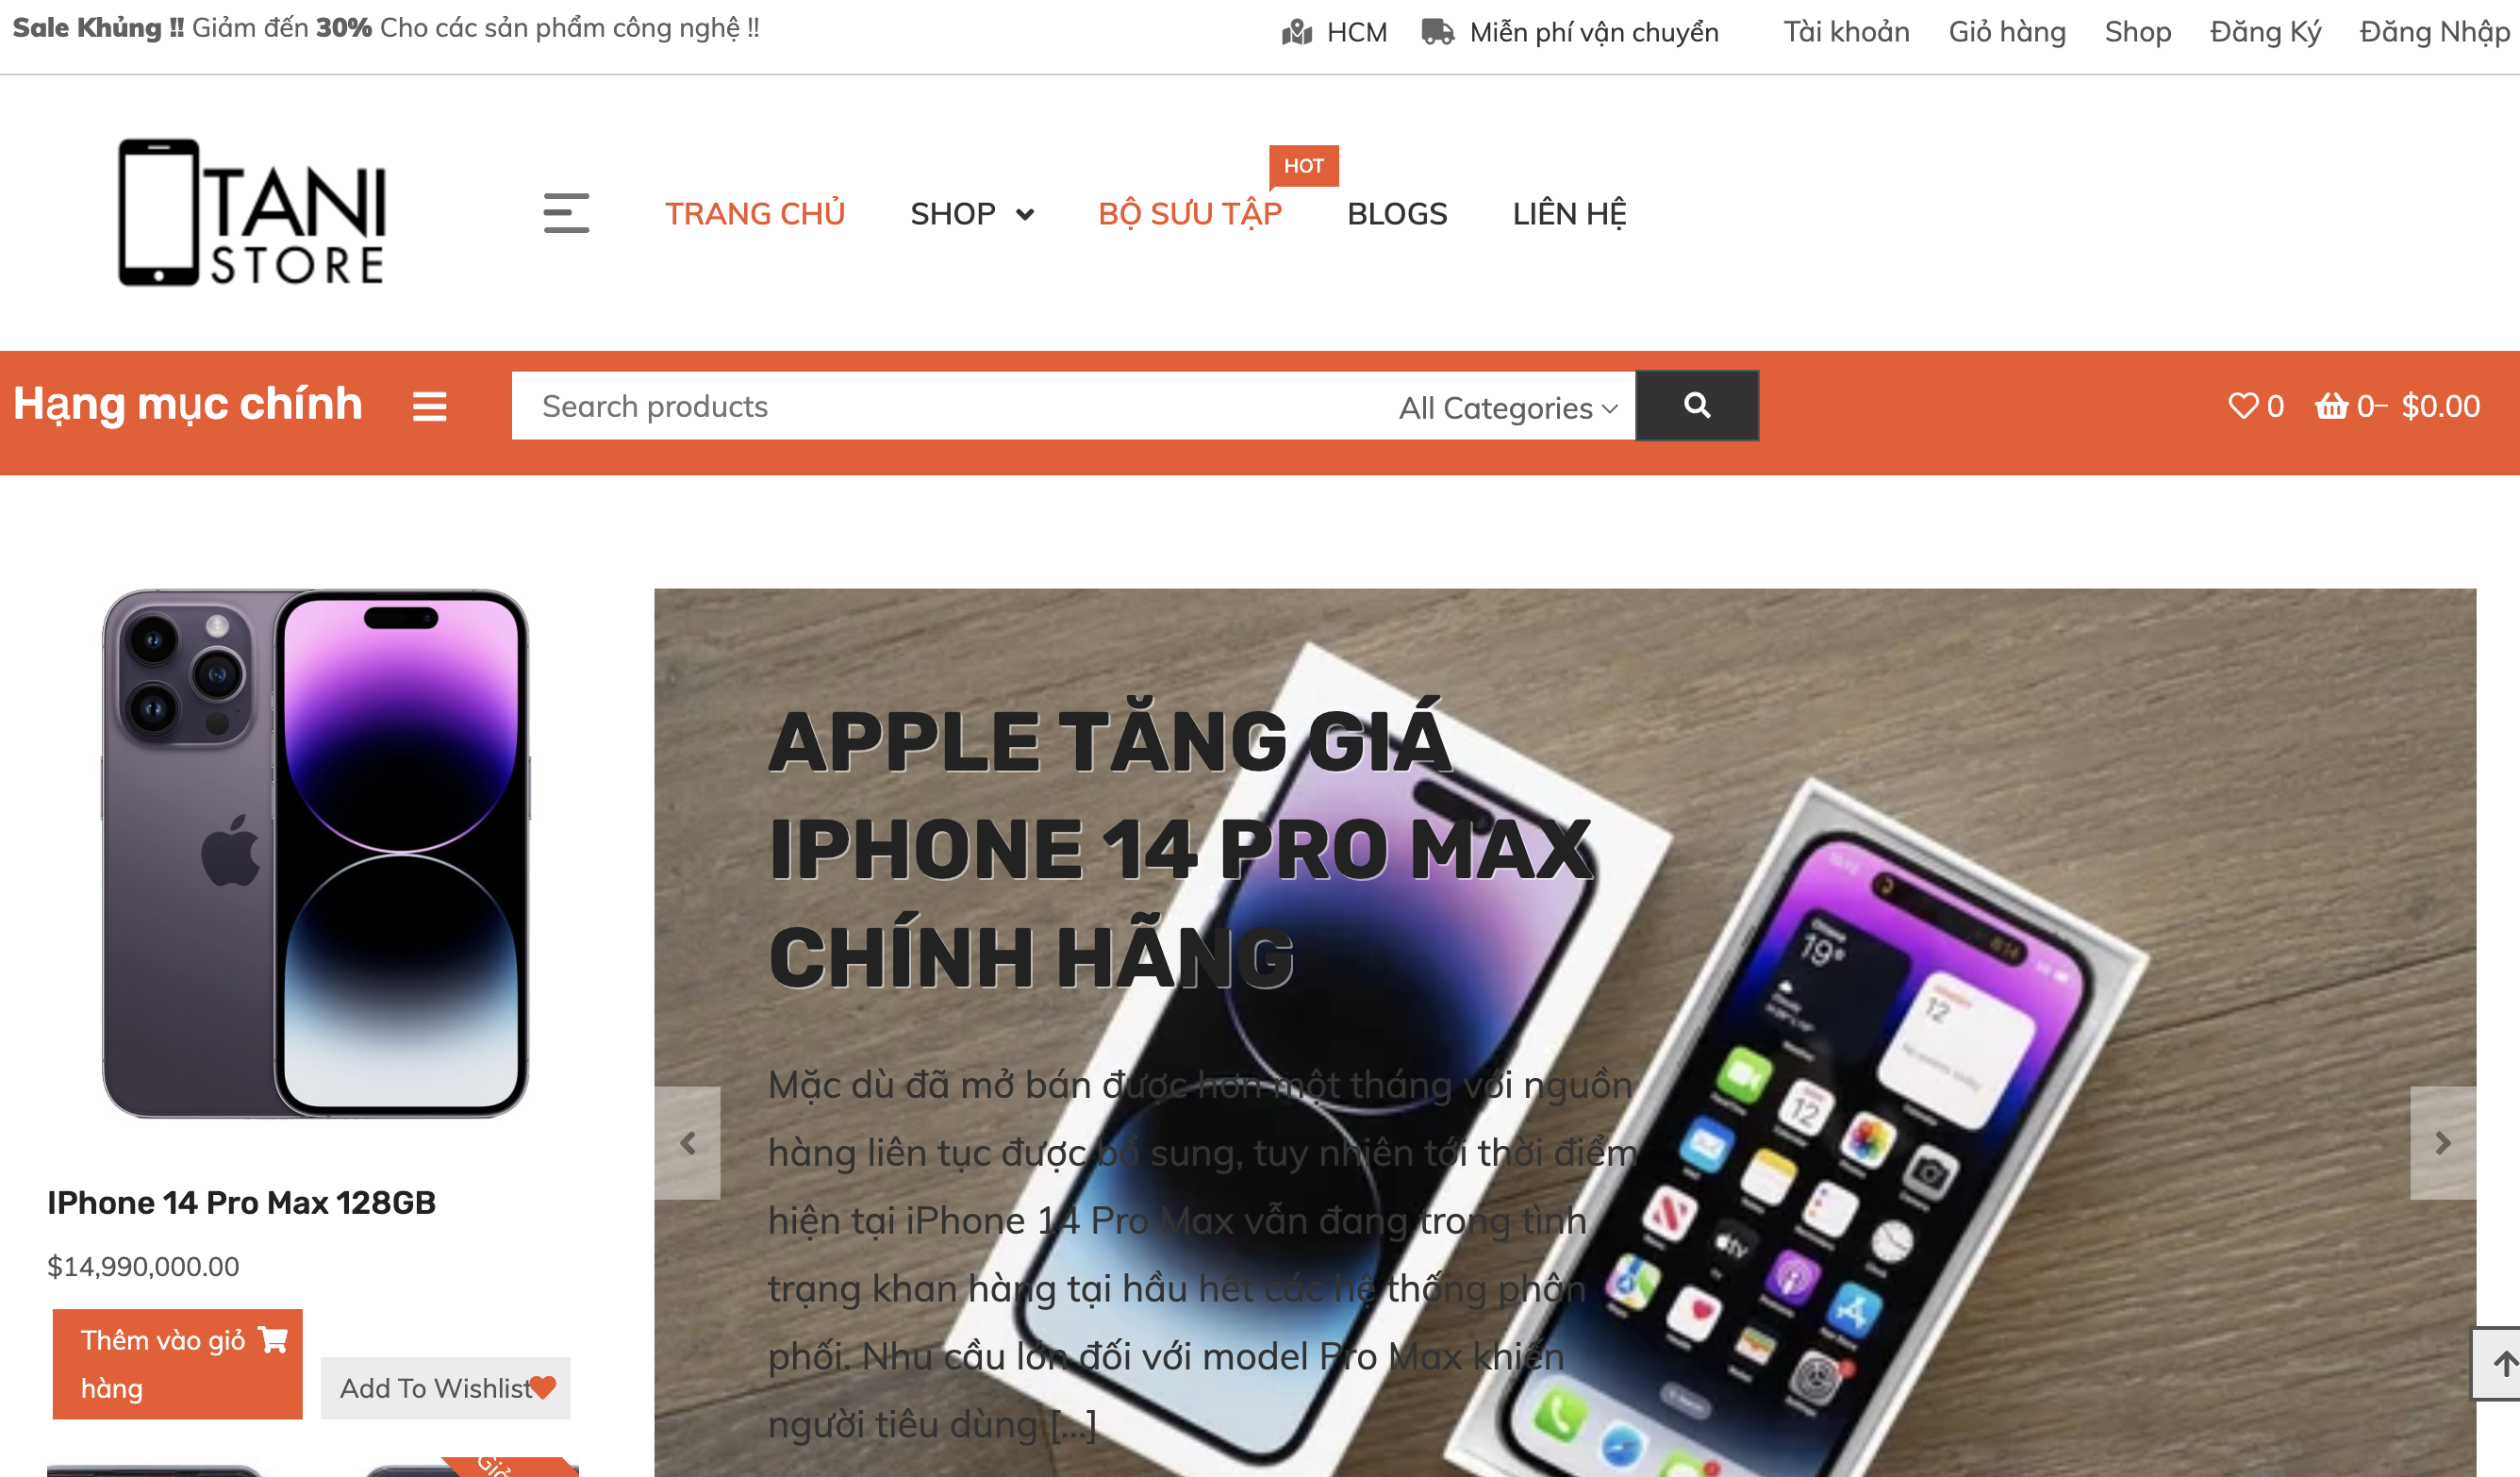 Sale Khủng !! Giảm đến 30% Cho các sản phẩm công nghệ !!
HCM Miễn phí vận chuyển Tài khoản Giỏ hàng Shop Đăng Ký Đăng Nhập
TANI
STORE
HOT
TRANG CHỦ SHOP BỘ SƯU TẬP BLOGS LIÊN HỆ
Hạng mục chính Search products All Categories 0 0– $0.00
APPLE TĂNG GIÁ
IPHONE 14 PRO MAX
CHÍNH HÃNG
Mặc dù đã mở bán được hơn một tháng với nguồn
hàng liên tục được bổ sung, tuy nhiên tới thời điểm
hiện tại iPhone 14 Pro Max vẫn đang trong tình
trạng khan hàng tại hầu hết các hệ thống phân
phối. Nhu cầu lớn đối với model Pro Max khiến
người tiêu dùng [...]
19°
12
12
tv
IPhone 14 Pro Max 128GB
$14,990,000.00
Thêm vào giỏ
hàng
Add To Wishlist